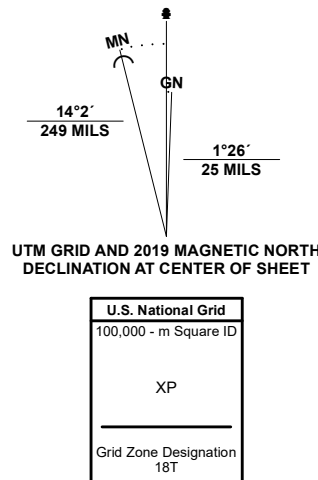 MN
GN
14°2´
249 MILS
1°26´
25 MILS
UTM GRID AND 2019 MAGNETIC NORTH
DECLINATION AT CENTER OF SHEET
U.S. National Grid
100,000 - m Square ID
XP
Grid Zone Designation
18T